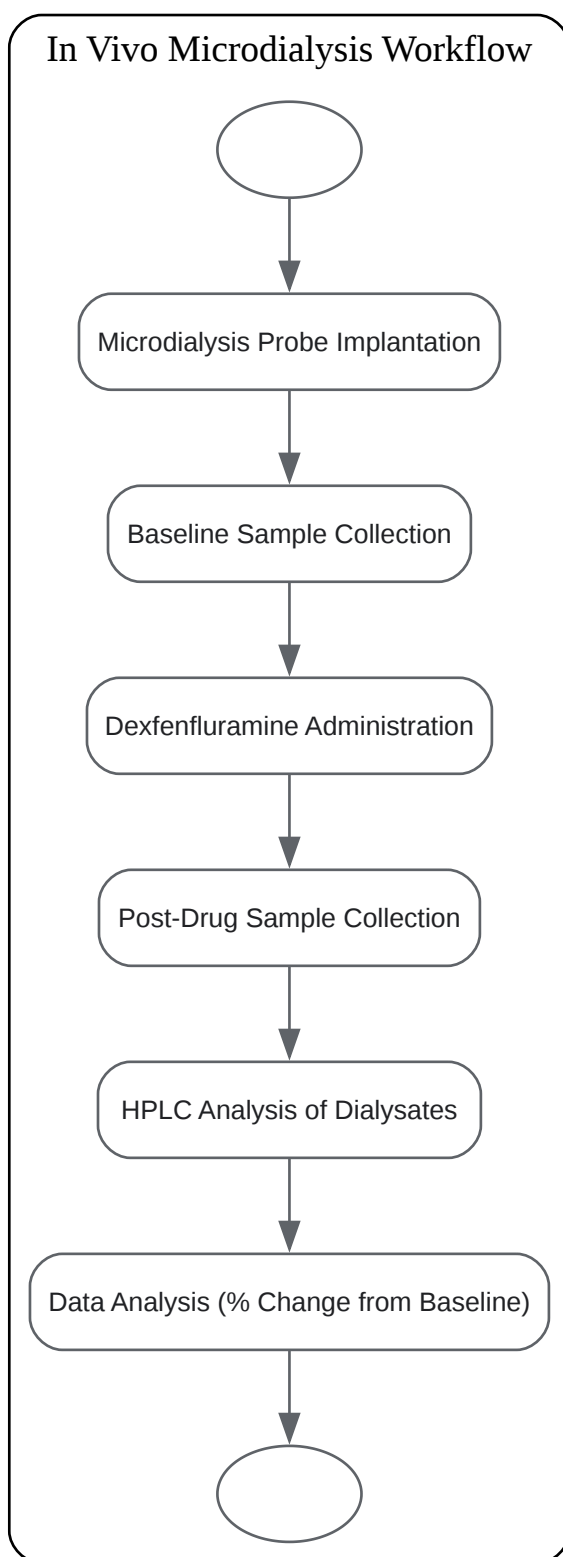 In Vivo Microdialysis Workflow
Microdialysis Probe Implantation
Baseline Sample Collection
Dexfenfluramine Administration
Post-Drug Sample Collection
HPLC Analysis of Dialysates
Data Analysis (% Change from Baseline)